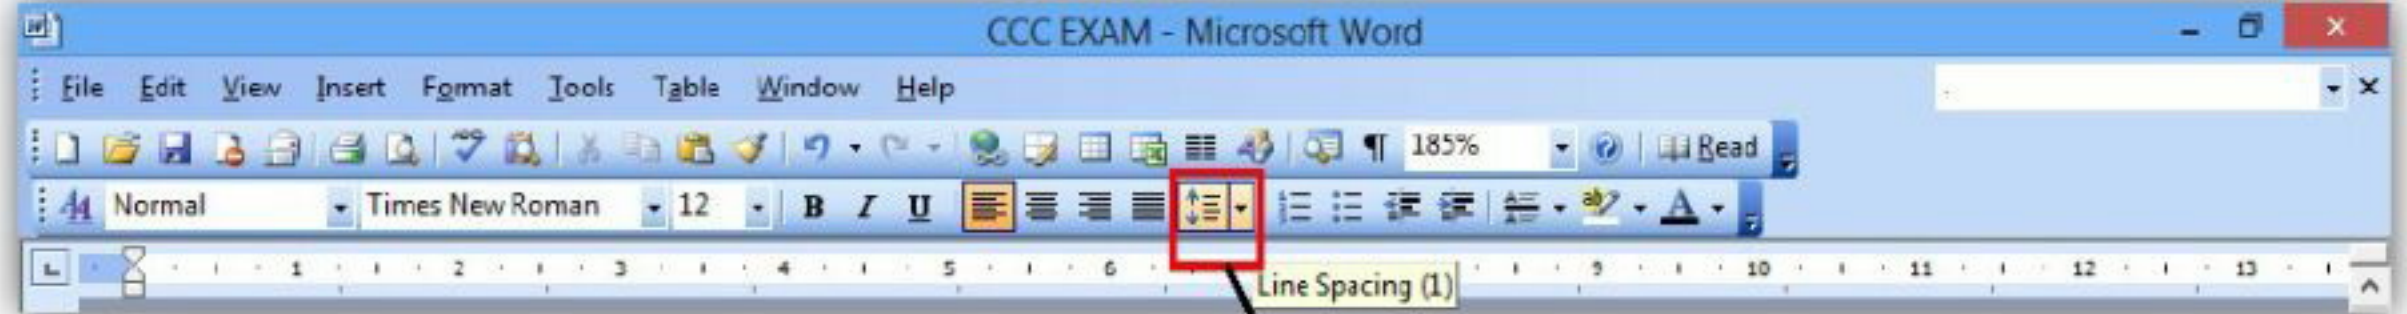 CCC EXAM - Microsoft Word
File Edit View Insert Format Tools Table Window Help
185% Read
Normal Times New Roman 12 B I U
1 2 3 4 5 6 9 10 11 12 13
Line Spacing (1)